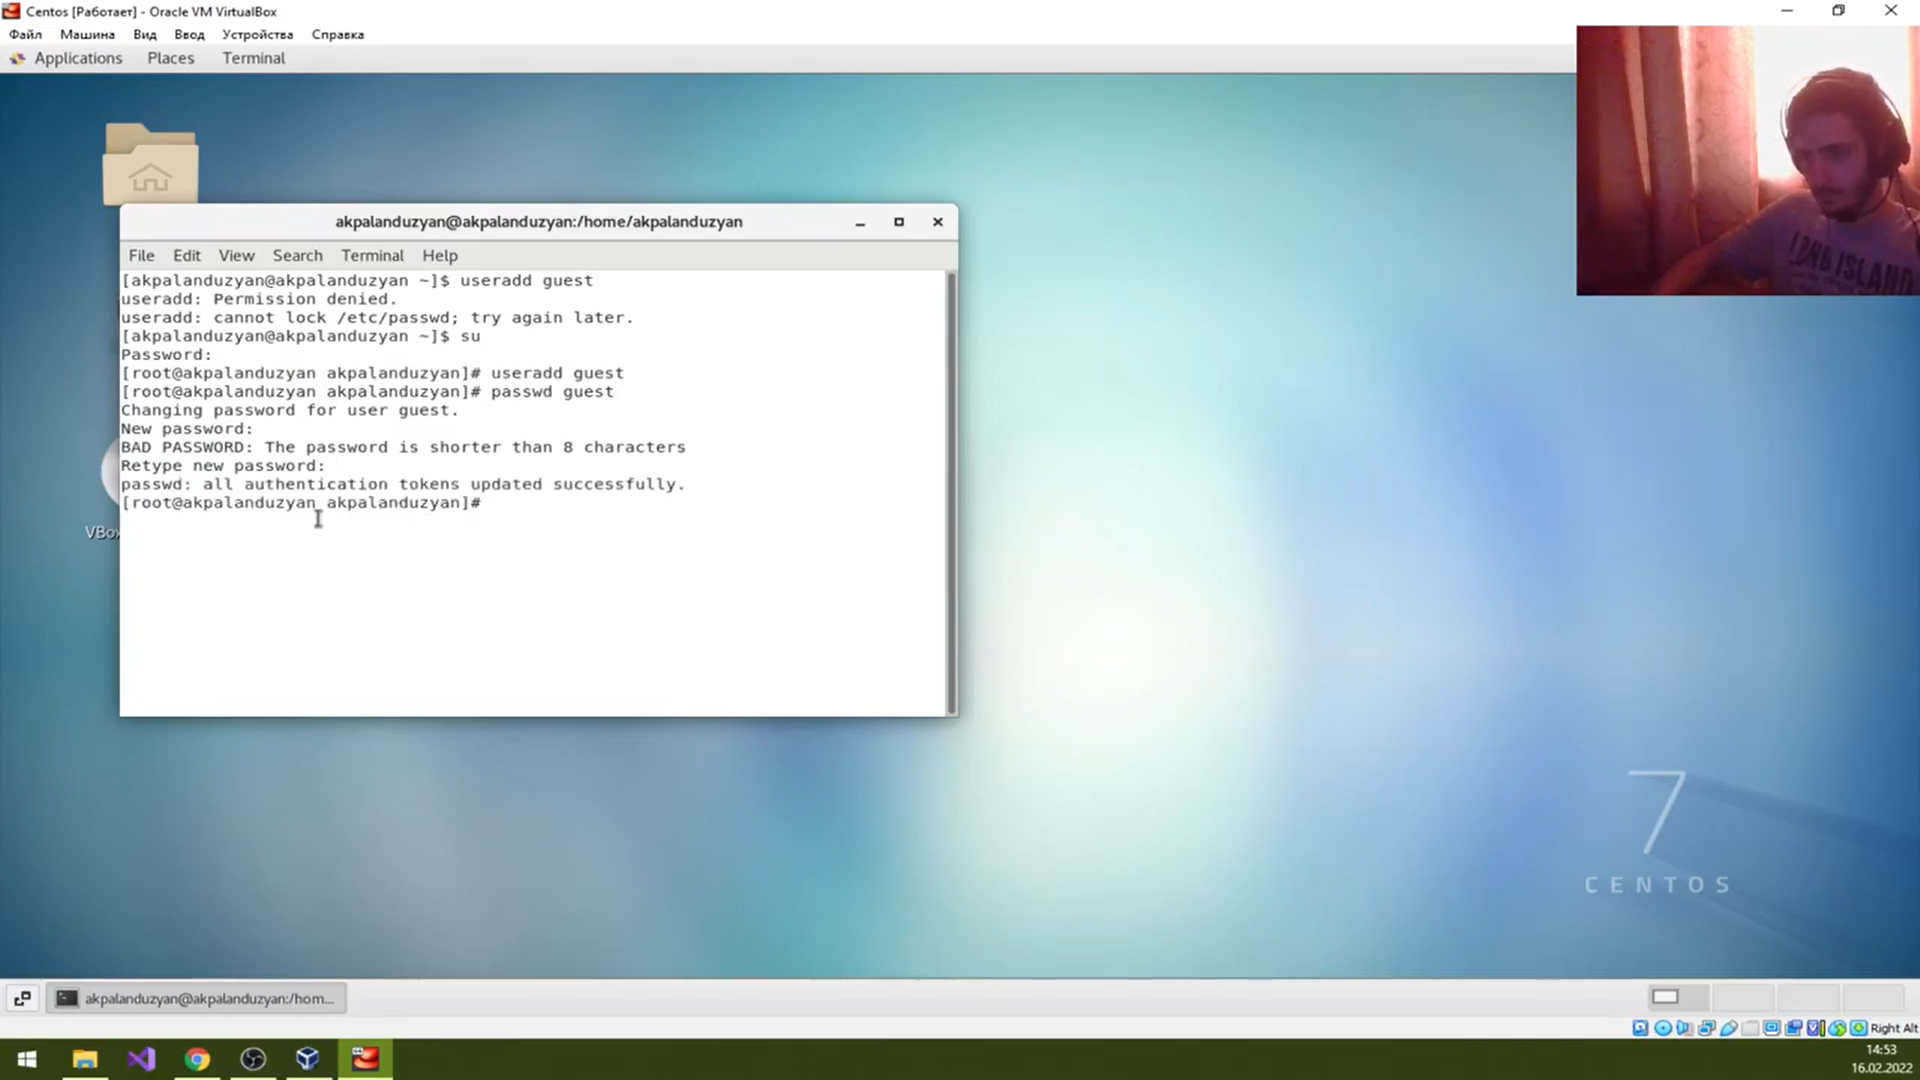 Centos [Работает] - Oracle VM VirtualBox
Файл Машина Вид Ввод Устройства Справка
Applications Places Terminal
akpalanduzyan@akpalanduzyan:/home/akpalanduzyan
File Edit View Search Terminal Help
[akpalanduzyan@akpalanduzyan ~]$ useradd guest
useradd: Permission denied.
useradd: cannot lock /etc/passwd; try again later.
[akpalanduzyan@akpalanduzyan ~]$ su
Password:
[root@akpalanduzyan akpalanduzyan]# useradd guest
[root@akpalanduzyan akpalanduzyan]# passwd guest
Changing password for user guest.
New password:
BAD PASSWORD: The password is shorter than 8 characters
Retype new password:
passwd: all authentication tokens updated successfully.
[root@akpalanduzyan akpalanduzyan]#
VBox
LONG ISLAND
7
CENTOS
akpalanduzyan@akpalanduzyan:/hom...
Right Alt
14:53
16.02.2022